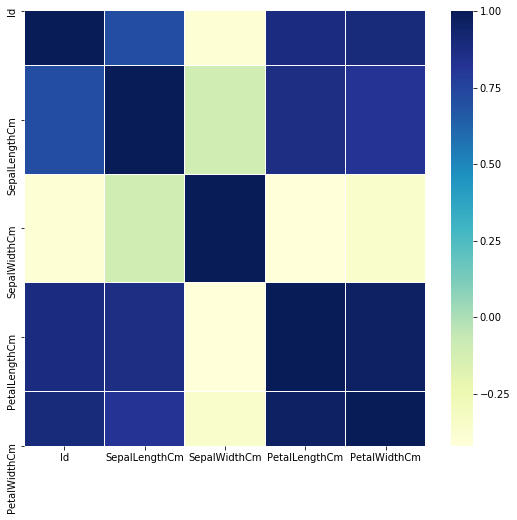 Id
SepalLengthCm
SepalWidthCm
PetalLengthCm
PetalWidthCm
Id
SepalLengthCm
SepalWidthCm
PetalLengthCm
PetalWidthCm
1.00
0.75
0.50
0.25
0.00
−0.25